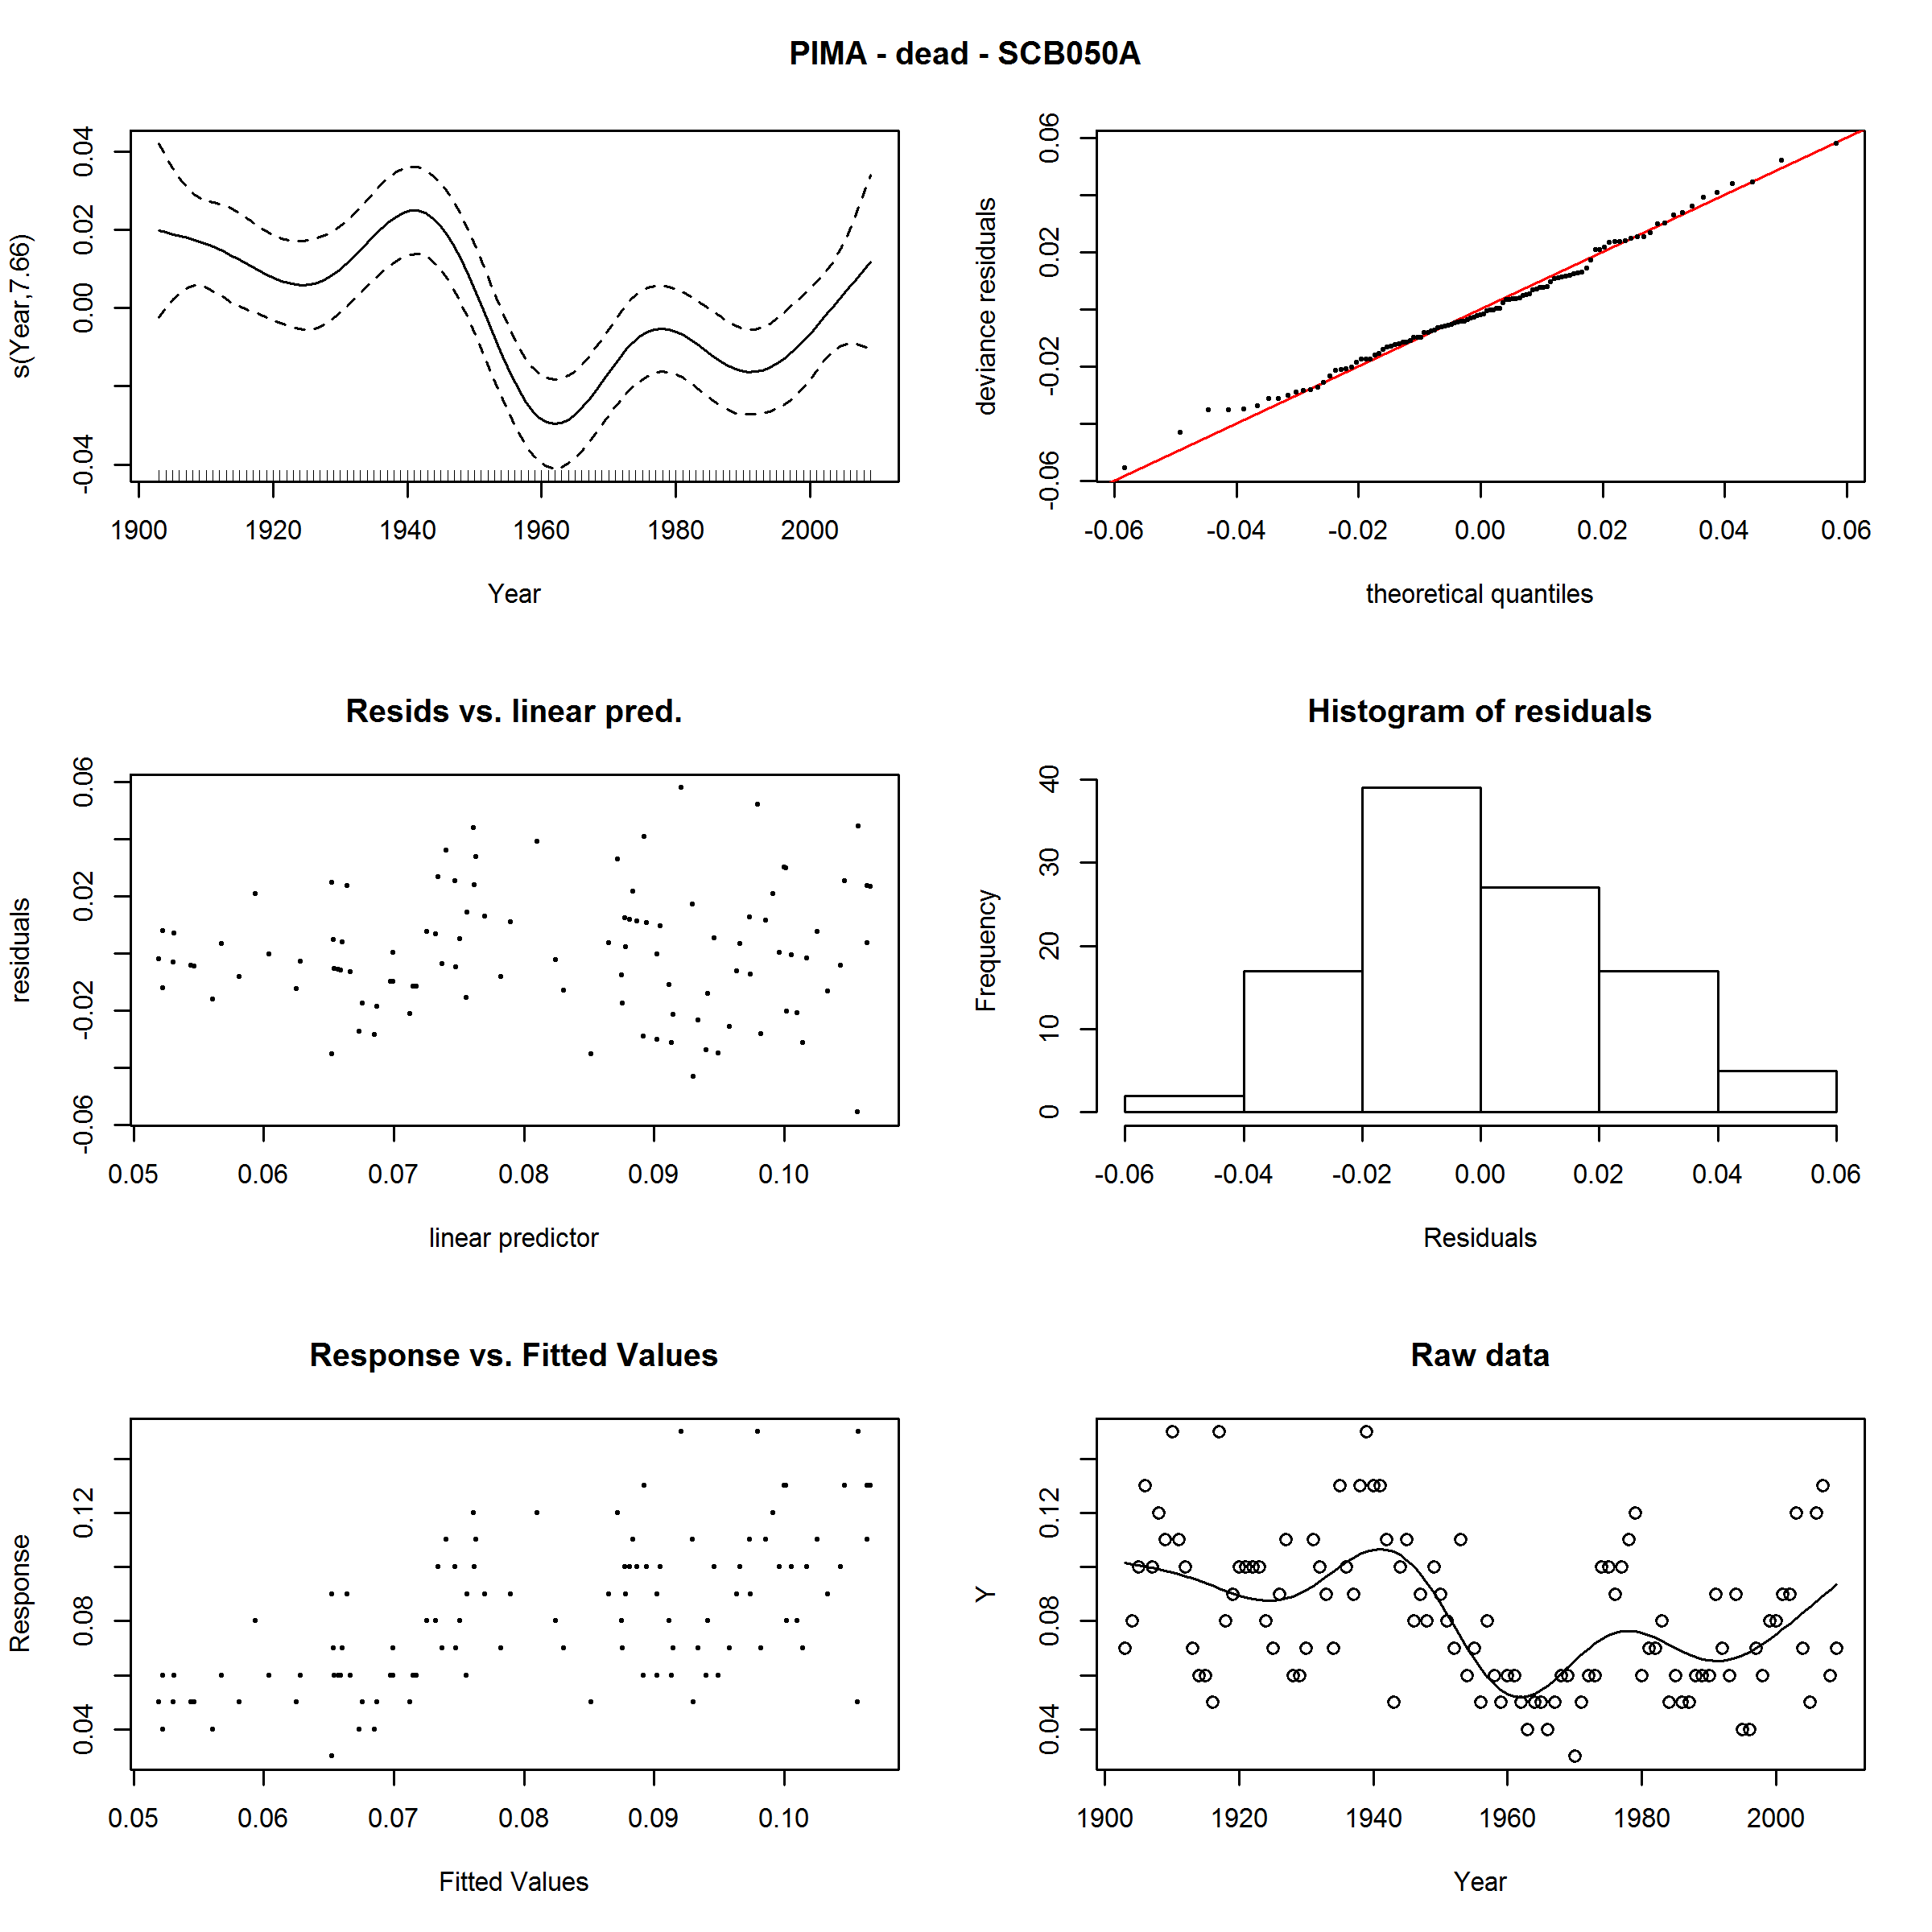 PIMA - dead - SCB050A
s(Year,7.66)
-0.04 0.00 0.02 0.04
1900 1920 1940 1960 1980 2000
Year
deviance residuals
-0.06 -0.02 0.02 0.06
-0.06 -0.04 -0.02 0.00 0.02 0.04 0.06
theoretical quantiles
Resids vs. linear pred.
residuals
-0.06 -0.02 0.02 0.06
0.05 0.06 0.07 0.08 0.09 0.10
linear predictor
Histogram of residuals
Frequency
0 10 20 30 40
-0.06 -0.04 -0.02 0.00 0.02 0.04 0.06
Residuals
Response vs. Fitted Values
Response
0.04 0.08 0.12
0.05 0.06 0.07 0.08 0.09 0.10
Fitted Values
Raw data
Y
0.04 0.08 0.12
1900 1920 1940 1960 1980 2000
Year